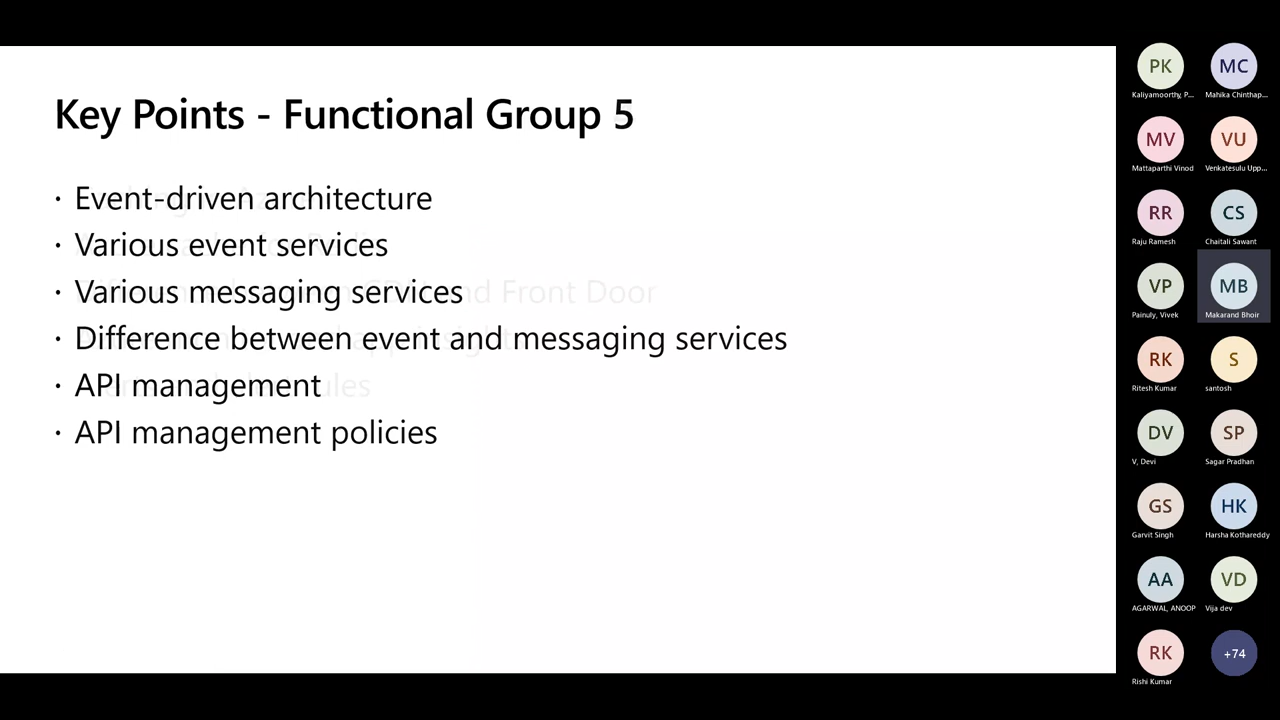 Key Points - Functional Group 5
· Event-driven architecture
· Various event services
· Various messaging services
· Difference between event and messaging services
· API management
· API management policies
PK MC
Kaliyamoorthy, P... Mahika Chinthap...
MV VU
Mattaparthi Vinod Venkatesulu Upp...
RR CS
Raju Ramesh Chaitali Sawant
VP MB
Painuly, Vivek Makarand Bhoir
RK S
Ritesh Kumar santosh
DV SP
V, Devi Sagar Pradhan
GS HK
Garvit Singh Harsha Kothareddy
AA VD
AGARWAL, ANOOP Vija dev
RK +74
Rishi Kumar